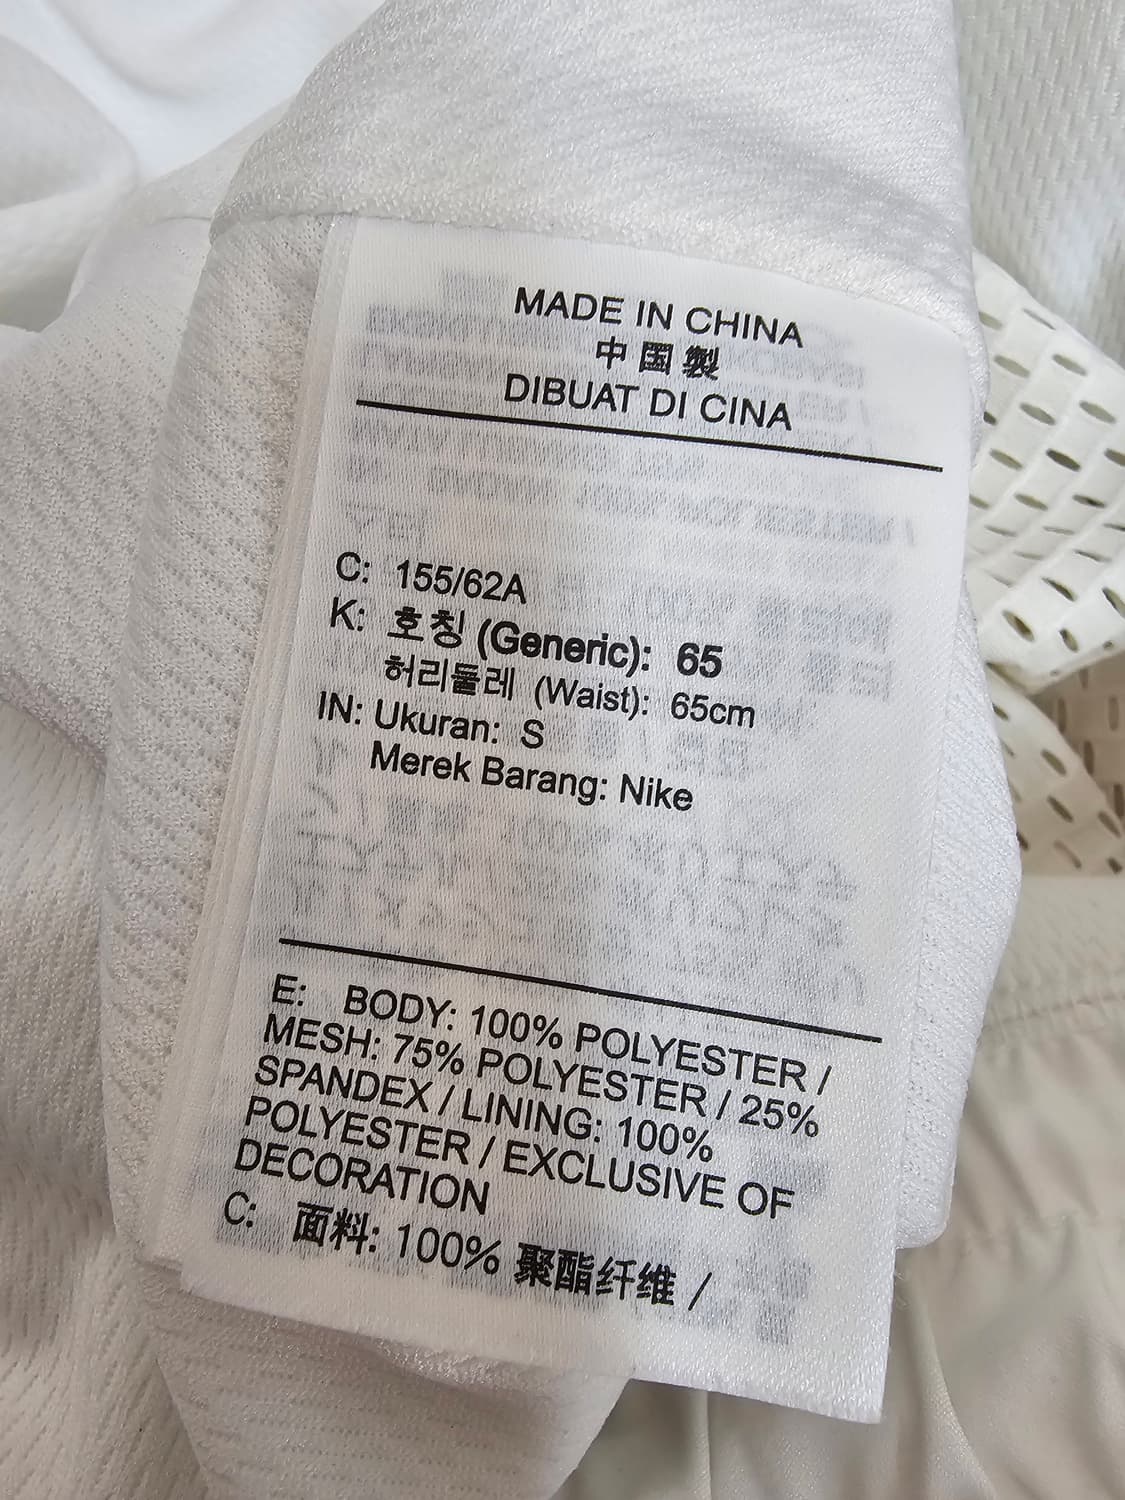 MADE IN CHINA
中国製
DIBUAT DI CINA
C: 155/62A
K: 호칭 (Generic): 65
허리둘레 (Waist): 65cm
IN: Ukuran: S
Merek Barang: Nike
E: BODY: 100% POLYESTER /
MESH: 75% POLYESTER / 25%
SPANDEX / LINING: 100%
POLYESTER / EXCLUSIVE OF
DECORATION
C: 面料: 100% 聚酯纤维 /